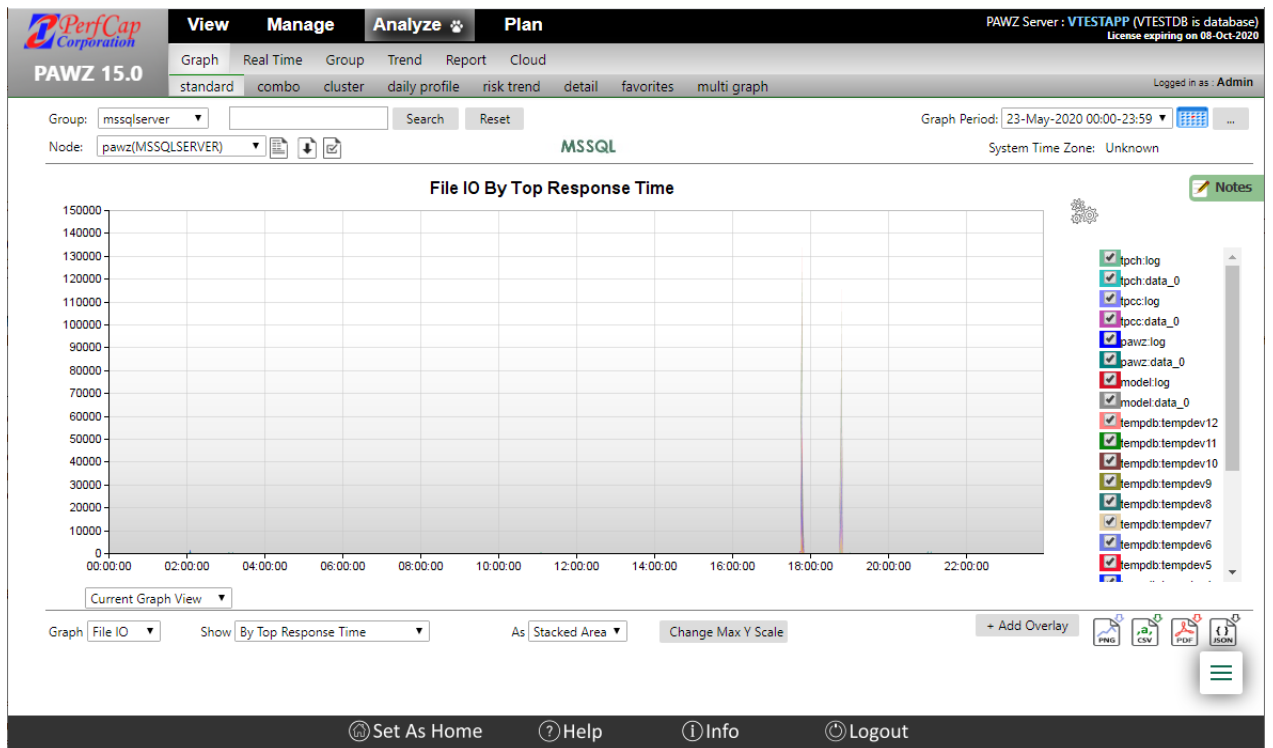 PerfCap
Corporation
PAWZ 15.0
View Manage Analyze Plan
PAWZ Server : VTESTAPP (VTESTDB is database)
License expiring on 08-Oct-2020
Graph Real Time Group Trend Report Cloud
standard combo cluster daily profile risk trend detail favorites multi graph
Logged in as : Admin
Group: mssqlserver Search Reset Graph Period: 23-May-2020 00:00-23:59 ...
Node: pawz(MSSQLSERVER) MSSQL System Time Zone: Unknown
File IO By Top Response Time
Notes
150000
140000
130000
120000
110000
100000
90000
80000
70000
60000
50000
40000
30000
20000
10000
0
00:00:00 02:00:00 04:00:00 06:00:00 08:00:00 10:00:00 12:00:00 14:00:00 16:00:00 18:00:00 20:00:00 22:00:00
tpch:log
tpch:data_0
tpcc:log
tpcc:data_0
pawz:log
pawz:data_0
model:log
model:data_0
tempdb:tempdev12
tempdb:tempdev11
tempdb:tempdev10
tempdb:tempdev9
tempdb:tempdev8
tempdb:tempdev7
tempdb:tempdev6
tempdb:tempdev5
Current Graph View
Graph File IO Show By Top Response Time As Stacked Area Change Max Y Scale + Add Overlay
PNG ,a, CSV PDF { } JSON
Set As Home Help Info Logout